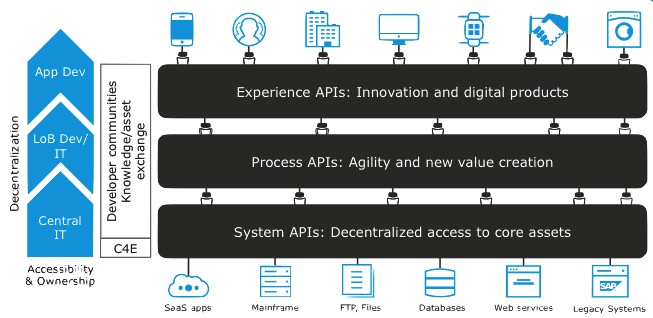 App Dev
LoB Dev/
IT
Central
IT
Decentralization
Accessibility
& Ownership
Developer communities
Knowledge/asset
exchange
C4E
Experience APIs: Innovation and digital products
Process APIs: Agility and new value creation
System APIs: Decentralized access to core assets
SaaS apps
Mainframe
FTP, Files
Databases
Web services
SAP
Legacy Systems